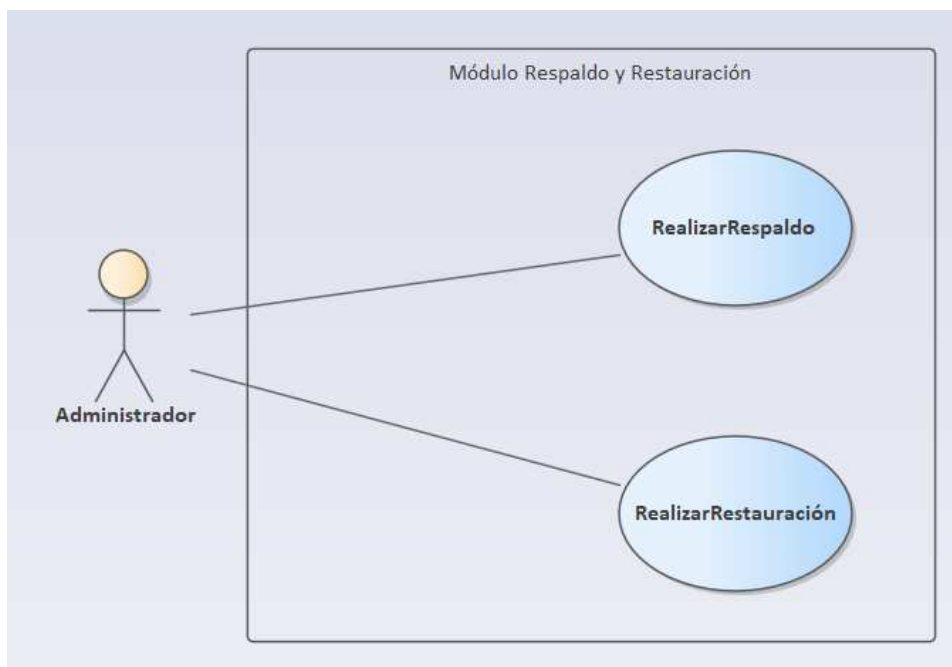 Módulo Respaldo y Restauración
RealizarRespaldo
Administrador
RealizarRestauración